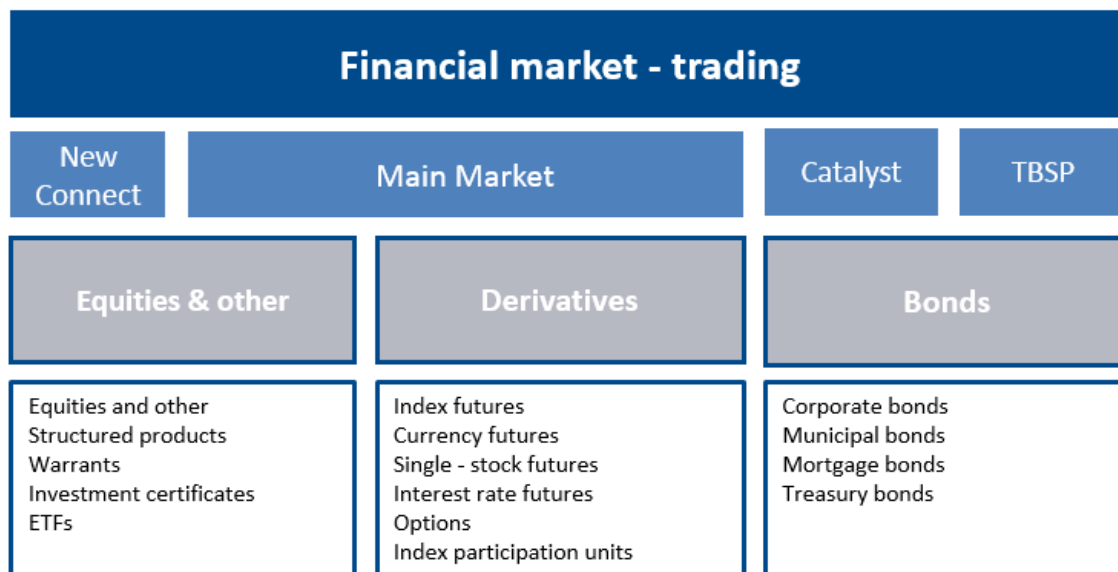 Financial market - trading
New
Connect
Main Market
Catalyst
TBSP
Equities & other
Derivatives
Bonds
Equities and other
Structured products
Warrants
Investment certificates
ETFs
Index futures
Currency futures
Single - stock futures
Interest rate futures
Options
Index participation units
Corporate bonds
Municipal bonds
Mortgage bonds
Treasury bonds